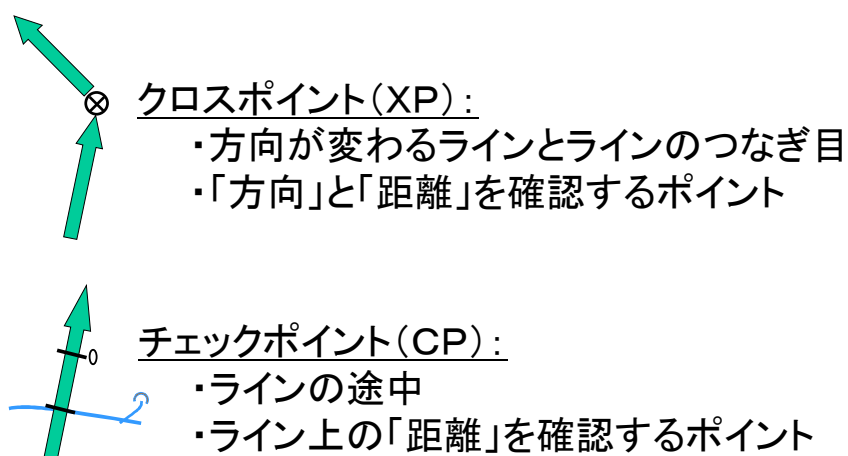 クロスポイント(XP):
・方向が変わるラインとラインのつなぎ目
・「方向」と「距離」を確認するポイント
チェックポイント(CP):
・ラインの途中
・ライン上の「距離」を確認するポイント